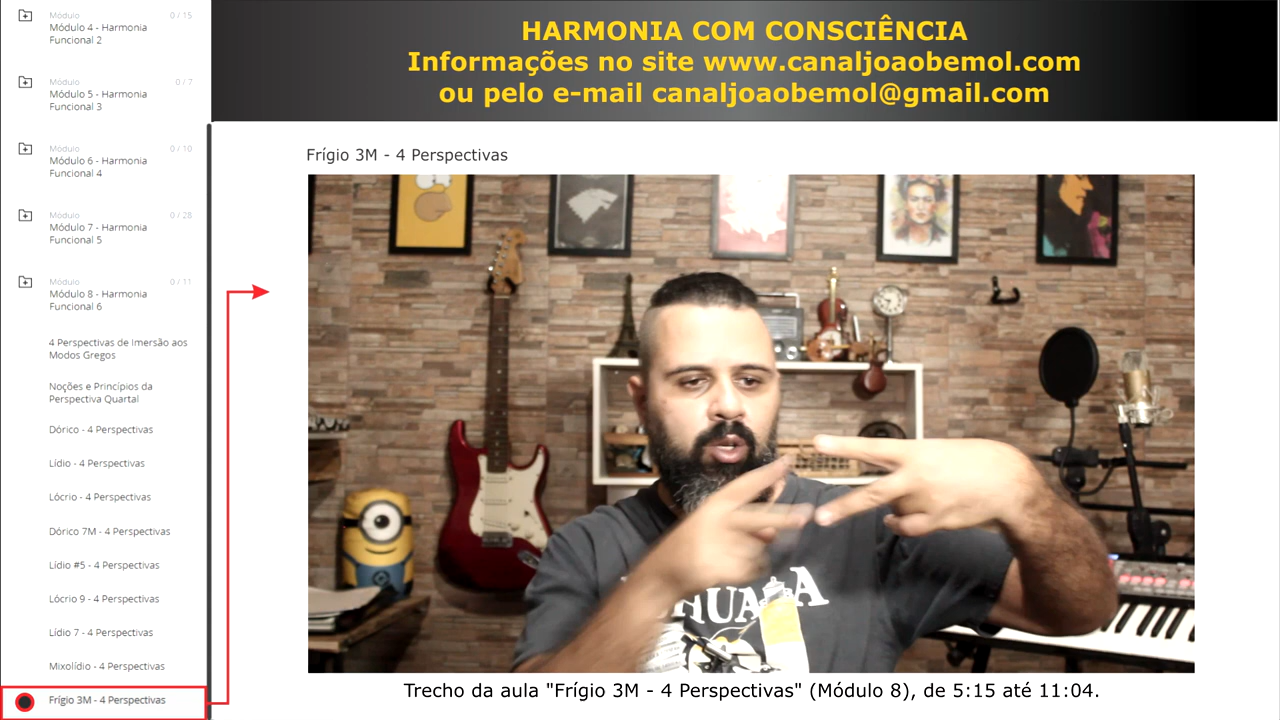 Módulo 0 / 15
Módulo 4 - Harmonia
Funcional 2
Módulo 0 / 7
Módulo 5 - Harmonia
Funcional 3
Módulo 0 / 10
Módulo 6 - Harmonia
Funcional 4
Módulo 0 / 28
Módulo 7 - Harmonia
Funcional 5
Módulo 0 / 11
Módulo 8 - Harmonia
Funcional 6
4 Perspectivas de Imersão aos
Modos Gregos
Noções e Princípios da
Perspectiva Quartal
Dórico - 4 Perspectivas
Lídio - 4 Perspectivas
Lócrio - 4 Perspectivas
Dórico 7M - 4 Perspectivas
Lídio #5 - 4 Perspectivas
Lócrio 9 - 4 Perspectivas
Lídio 7 - 4 Perspectivas
Mixolídio - 4 Perspectivas
Frígio 3M - 4 Perspectivas
HARMONIA COM CONSCIÊNCIA
Informações no site www.canaljoaobemol.com
ou pelo e-mail canaljoaobemol@gmail.com
Frígio 3M - 4 Perspectivas
Trecho da aula "Frígio 3M - 4 Perspectivas" (Módulo 8), de 5:15 até 11:04.